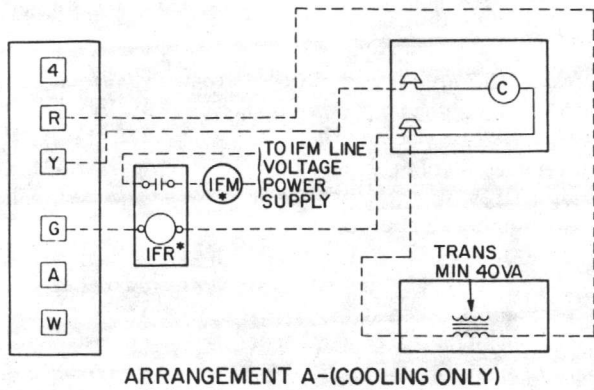 4
R
Y
G
A
W
C
TO IFM LINE
VOLTAGE
POWER
SUPPLY
IFM
*
IFR*
TRANS
MIN 40VA
ARRANGEMENT A-(COOLING ONLY)